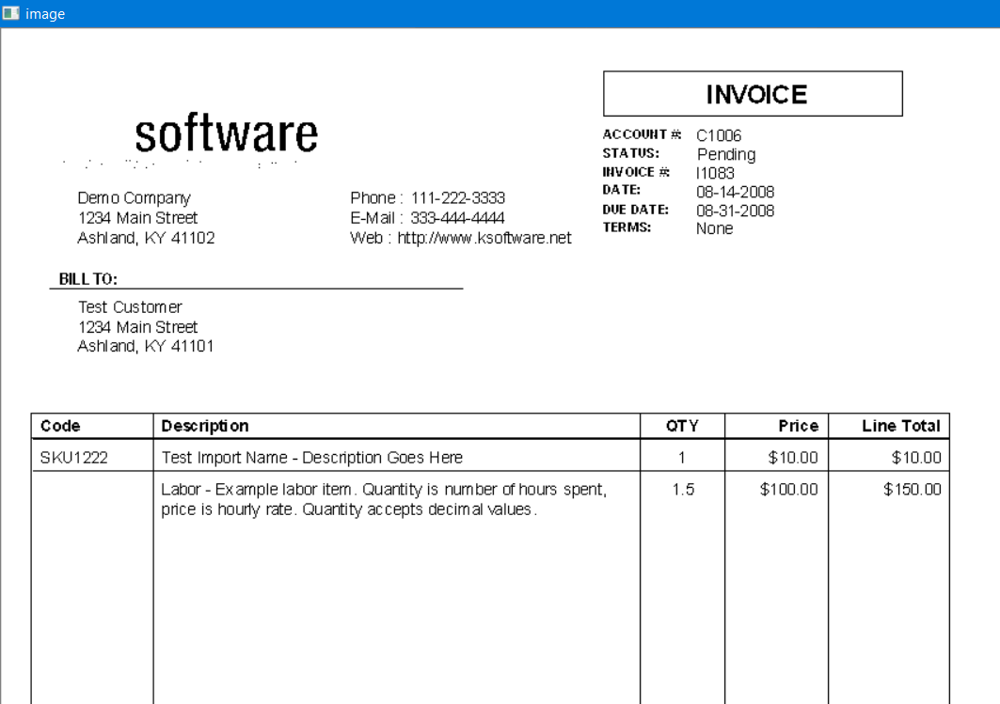 image
INVOICE
software
ACCOUNT #: C1006
STATUS: Pending
INVOICE #: I1083
DATE: 08-14-2008
DUE DATE: 08-31-2008
TERMS: None
Demo Company
1234 Main Street
Ashland, KY 41102
Phone : 111-222-3333
E-Mail : 333-444-4444
Web : http://www.ksoftware.net
BILL TO:
Test Customer
1234 Main Street
Ashland, KY 41101
Code Description QTY Price Line Total
SKU1222 Test Import Name - Description Goes Here 1 $10.00 $10.00
Labor - Example labor item. Quantity is number of hours spent, 1.5 $100.00 $150.00
price is hourly rate. Quantity accepts decimal values.